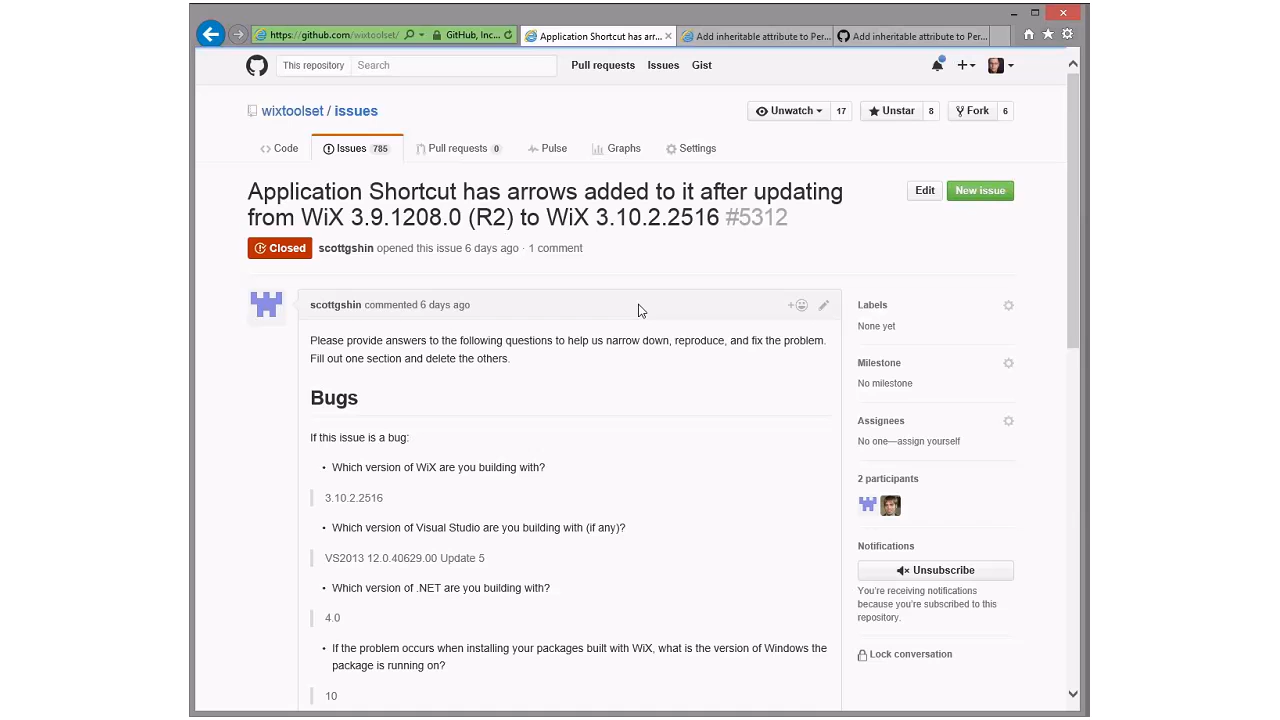 https://github.com/wixtoolset/ GitHub, Inc... Application Shortcut has arr... Add inheritable attribute to Per... Add inheritable attribute to Per...
This repository Search Pull requests Issues Gist
wixtoolset / issues Unwatch 17 Unstar 8 Fork 6
Code Issues 785 Pull requests 0 Pulse Graphs Settings
Application Shortcut has arrows added to it after updating
from WiX 3.9.1208.0 (R2) to WiX 3.10.2.2516 #5312
Edit New issue
Closed scottgshin opened this issue 6 days ago · 1 comment
scottgshin commented 6 days ago
Please provide answers to the following questions to help us narrow down, reproduce, and fix the problem.
Fill out one section and delete the others.
Bugs
If this issue is a bug:
• Which version of WiX are you building with?
3.10.2.2516
• Which version of Visual Studio are you building with (if any)?
VS2013 12.0.40629.00 Update 5
• Which version of .NET are you building with?
4.0
• If the problem occurs when installing your packages built with WiX, what is the version of Windows the
package is running on?
10
Labels
None yet
Milestone
No milestone
Assignees
No one—assign yourself
2 participants
Notifications
Unsubscribe
You're receiving notifications
because you're subscribed to this
repository.
Lock conversation